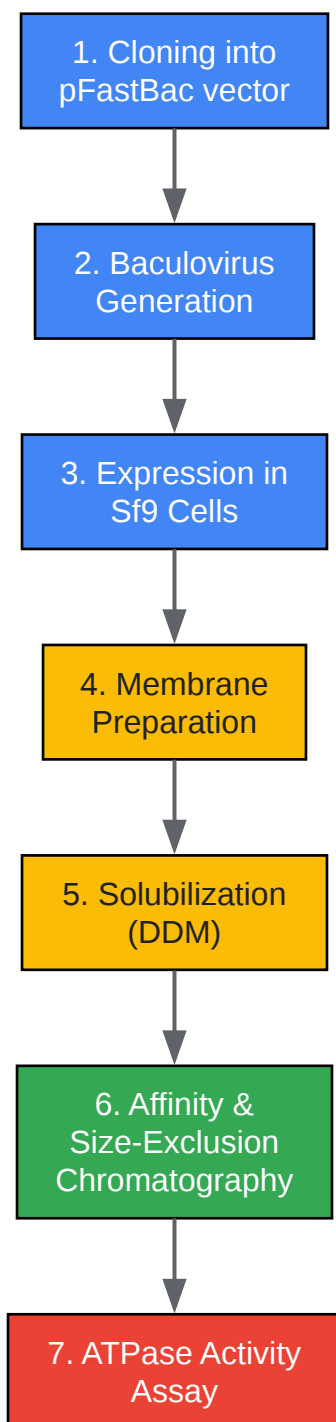 1. Cloning into
pFastBac vector
2. Baculovirus
Generation
3. Expression in
Sf9 Cells
4. Membrane
Preparation
5. Solubilization
(DDM)
6. Affinity &
Size-Exclusion
Chromatography
7. ATPase Activity
Assay